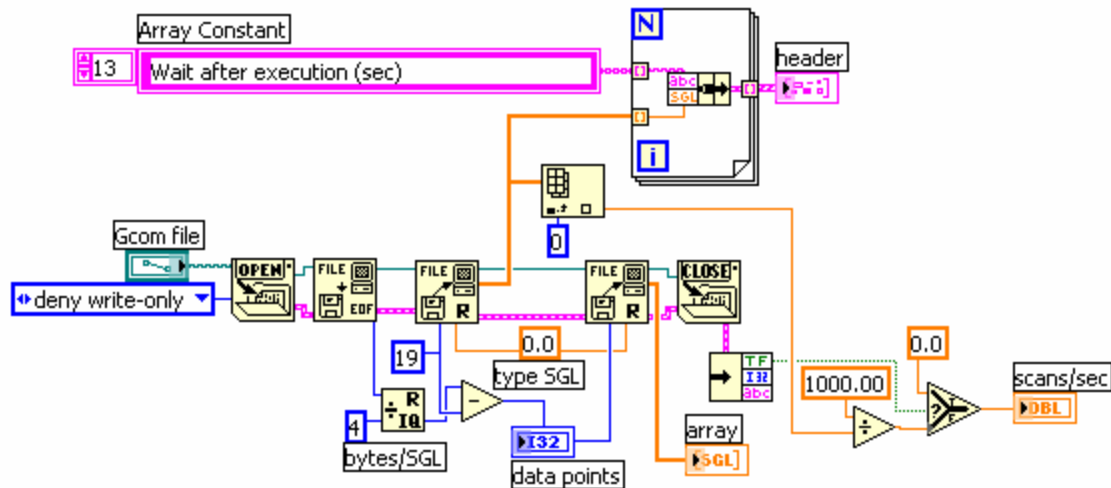 Array Constant
13
Wait after execution (sec)
N
header
abc
SGL
i
0
Gcom file
deny write-only
OPEN
FILE
EOF
FILE
R
FILE
R
CLOSE
19
0.0
type SGL
TF
I32
abc
0.0
1000.00
scans/sec
DBL
4
R
IQ
bytes/SGL
I32
data points
array
SGL
?
T
F